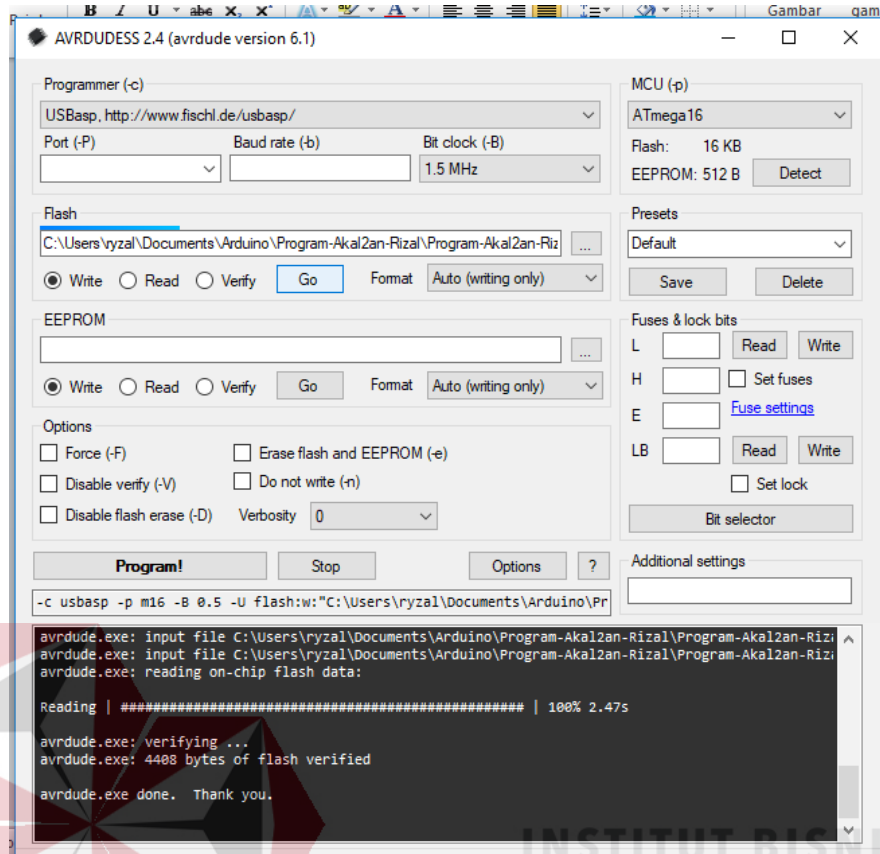 B I U abc X, X A Gambar gam
AVRDUDESS 2.4 (avrdude version 6.1)
Programmer (-c)
USBasp, http://www.fischl.de/usbasp/
Port (-P) Baud rate (-b) Bit clock (-B)
1.5 MHz
MCU (-p)
ATmega16
Flash: 16 KB
EEPROM: 512 B Detect
Flash
C:\Users\ryzal\Documents\Arduino\Program-Akal2an-Rizal\Program-Akal2an-Riz ...
Write Read Verify Go Format Auto (writing only)
Presets
Default
Save Delete
EEPROM
...
Write Read Verify Go Format Auto (writing only)
Fuses & lock bits
L Read Write
H Set fuses
E Fuse settings
LB Read Write
Set lock
Bit selector
Options
Force (-F) Erase flash and EEPROM (-e)
Disable verify (-V) Do not write (-n)
Disable flash erase (-D) Verbosity 0
Program! Stop Options ?
Additional settings
-c usbasp -p m16 -B 0.5 -U flash:w:"C:\Users\ryzal\Documents\Arduino\Pr
avrdude.exe: input file C:\Users\ryzal\Documents\Arduino\Program-Akal2an-Rizal\Program-Akal2an-Riza
avrdude.exe: input file C:\Users\ryzal\Documents\Arduino\Program-Akal2an-Rizal\Program-Akal2an-Riza
avrdude.exe: reading on-chip flash data:
Reading | ################################################## | 100% 2.47s
avrdude.exe: verifying ...
avrdude.exe: 4408 bytes of flash verified
avrdude.exe done. Thank you.
INSTITUT BISNI